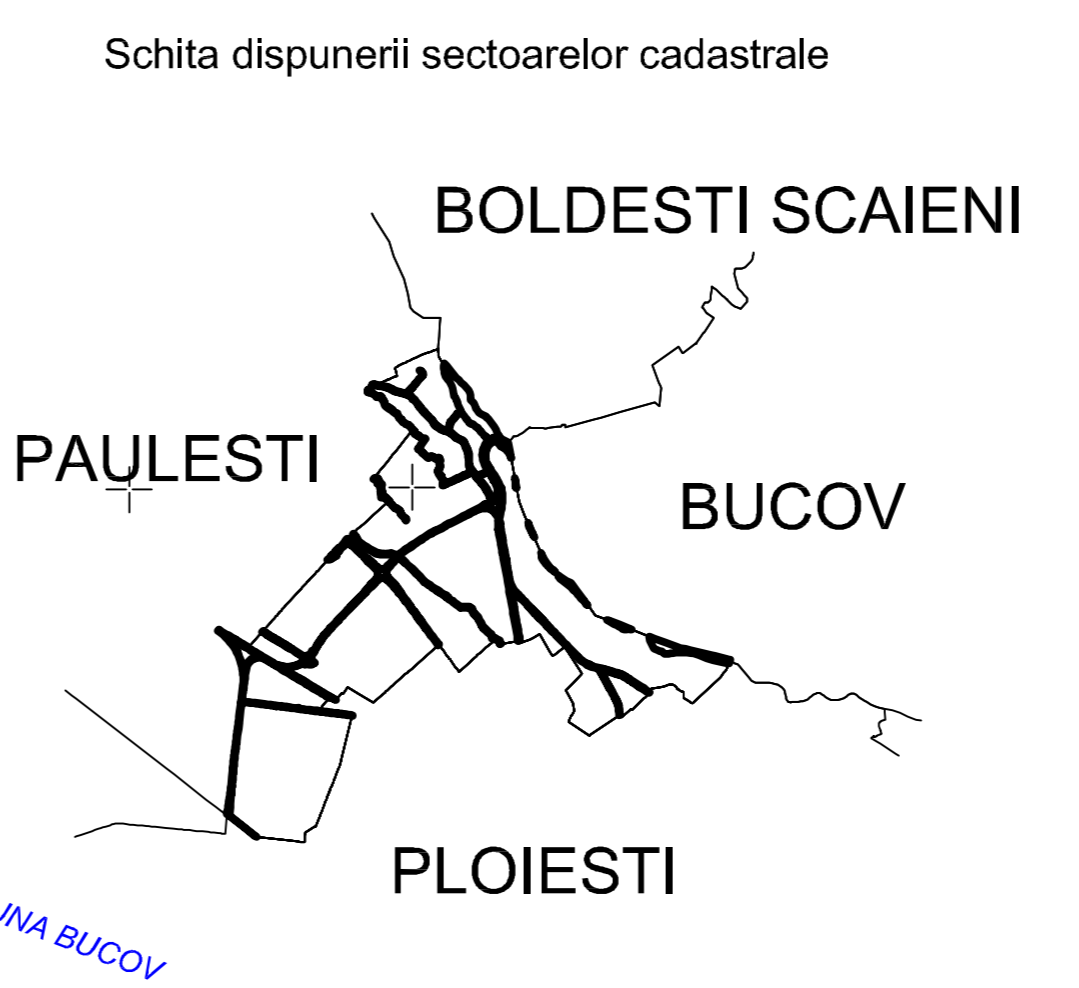 Schita dispunerii sectoarelor cadastrale
BOLDESTI SCAIENI
PAULESTI
BUCOV
PLOIESTI
BUCOV